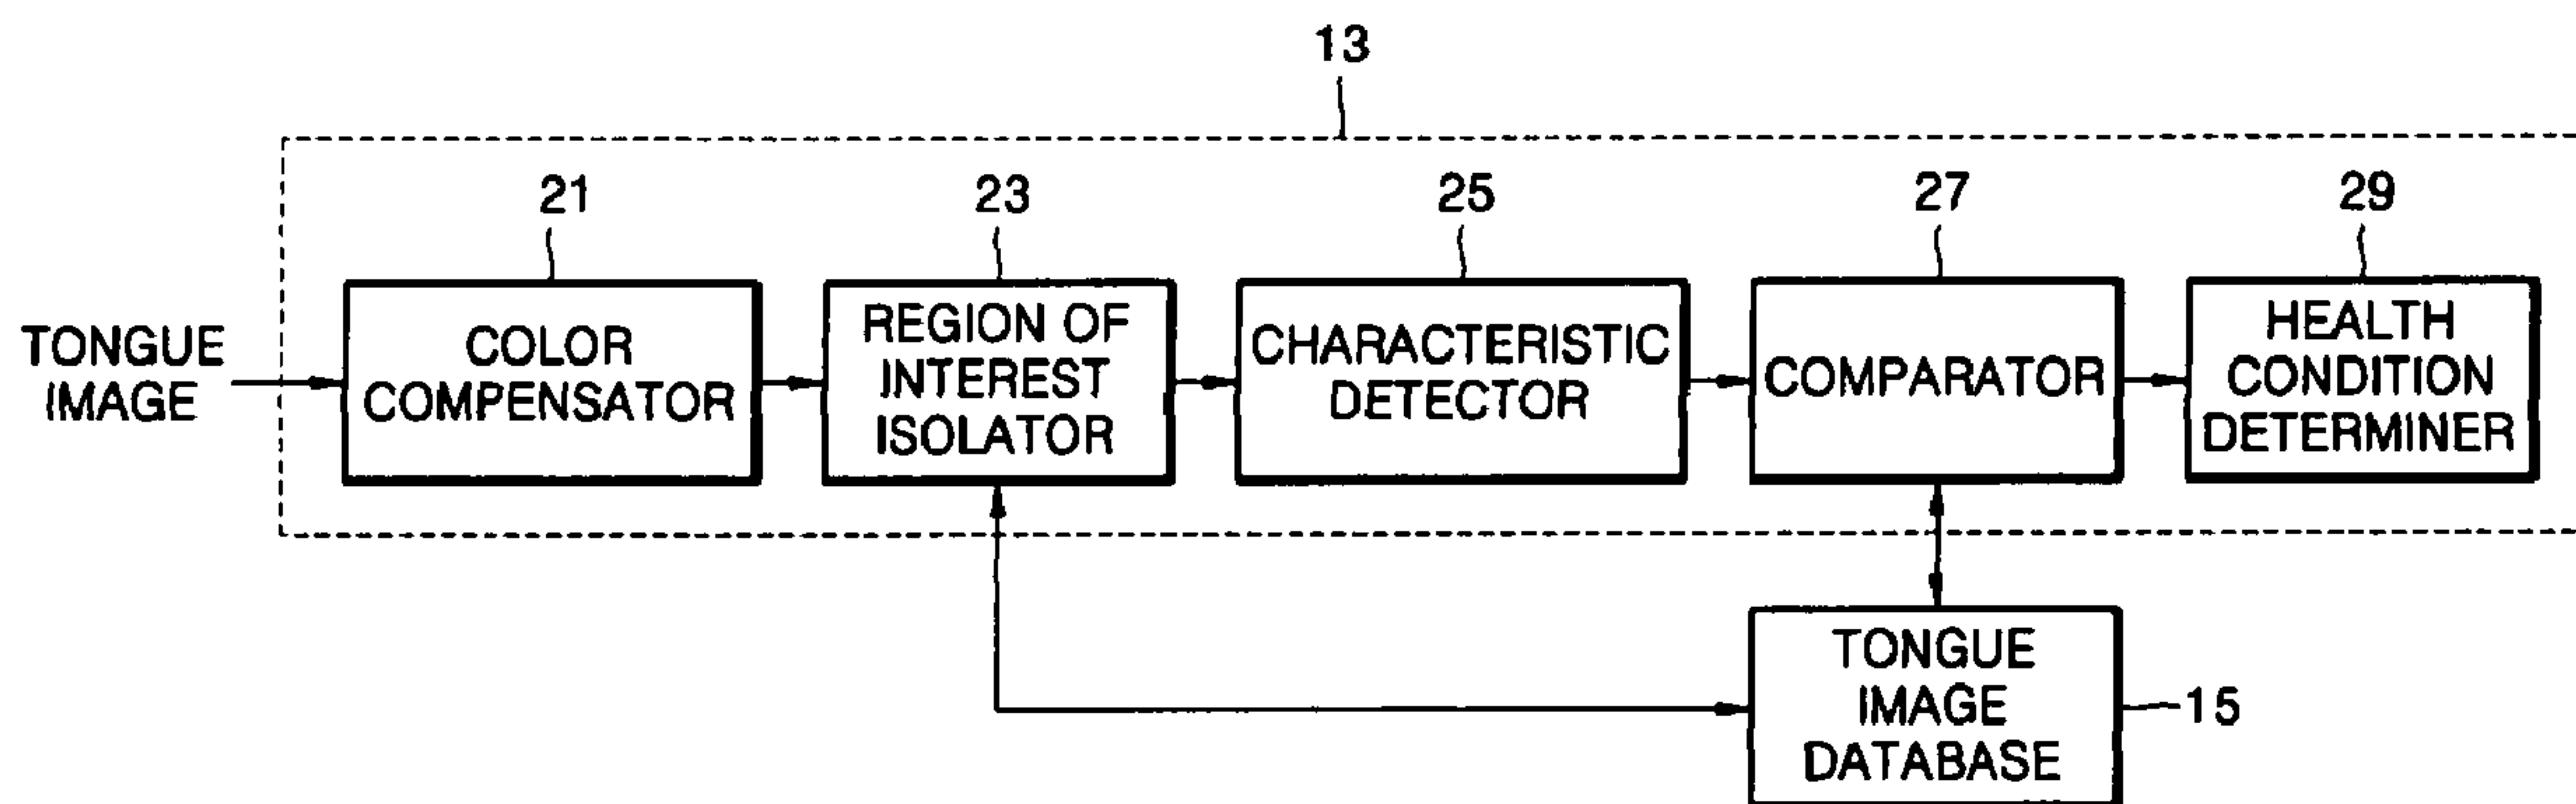 13
21
23
25
27
29
TONGUE
IMAGE
COLOR
COMPENSATOR
REGION OF
INTEREST
ISOLATOR
CHARACTERISTIC
DETECTOR
COMPARATOR
HEALTH
CONDITION
DETERMINER
TONGUE
IMAGE
DATABASE
15